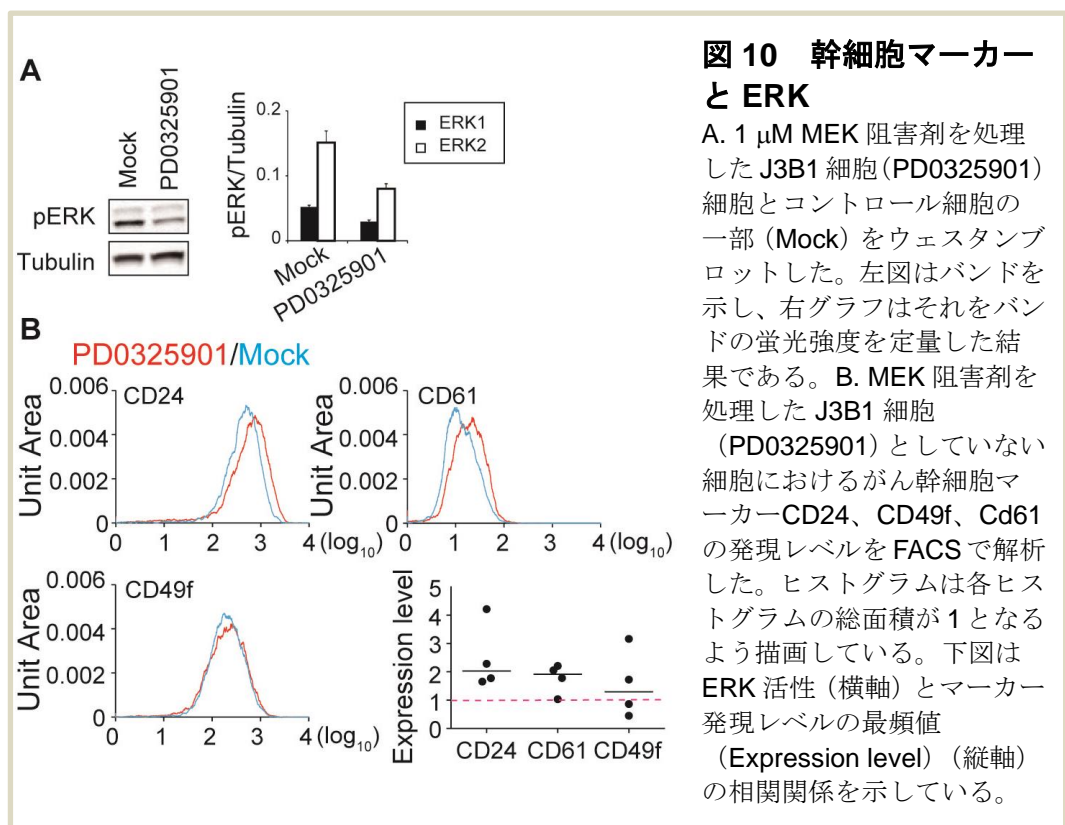 A
Mock
PD0325901
pERK
Tubulin
pERK/Tubulin
0.2
0.1
0
Mock
PD0325901
ERK1
ERK2
B
PD0325901/Mock
Unit Area
0.006
0.004
0.002
0
CD24
0 1 2 3 4 (log10)
Unit Area
0.006
0.004
0.002
0
CD61
0 1 2 3 4 (log10)
Unit Area
0.006
0.004
0.002
0
CD49f
0 1 2 3 4 (log10)
Expression level
5
4
3
2
1
0
CD24 CD61 CD49f
図 10 幹細胞マーカー
と ERK
A. 1 μM MEK 阻害剤を処理
した J3B1 細胞(PD0325901)
細胞とコントロール細胞の
一部(Mock)をウェスタンブ
ロットした。左図はバンドを
示し、右グラフはそれをバン
ドの蛍光強度を定量した結
果である。B. MEK 阻害剤を
処理した J3B1 細胞
(PD0325901)としていない
細胞におけるがん幹細胞マ
ーカーCD24、CD49f、Cd61
の発現レベルを FACS で解析
した。ヒストグラムは各ヒス
トグラムの総面積が 1 となる
よう描画している。下図は
ERK 活性(横軸)とマーカー
発現レベルの最頻値
(Expression level)(縦軸)
の相関関係を示している。